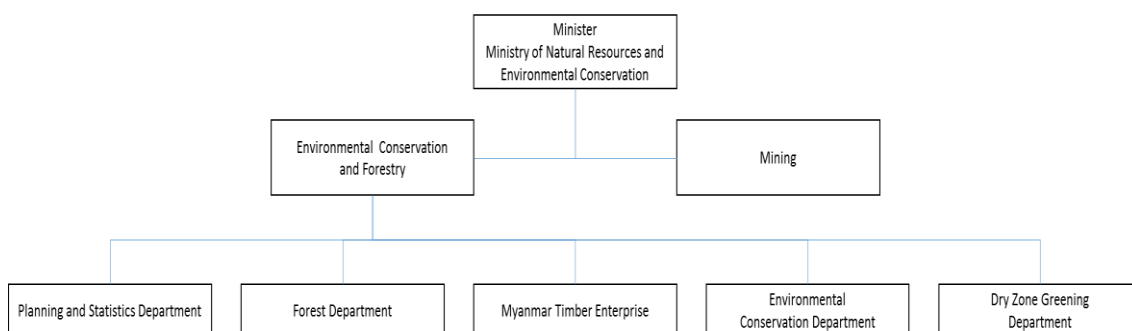 Minister
Ministry of Natural Resources and
Environmental Conservation
Environmental Conservation
and Forestry
Mining
Planning and Statistics Department
Forest Department
Myanmar Timber Enterprise
Environmental
Conservation Department
Dry Zone Greening
Department